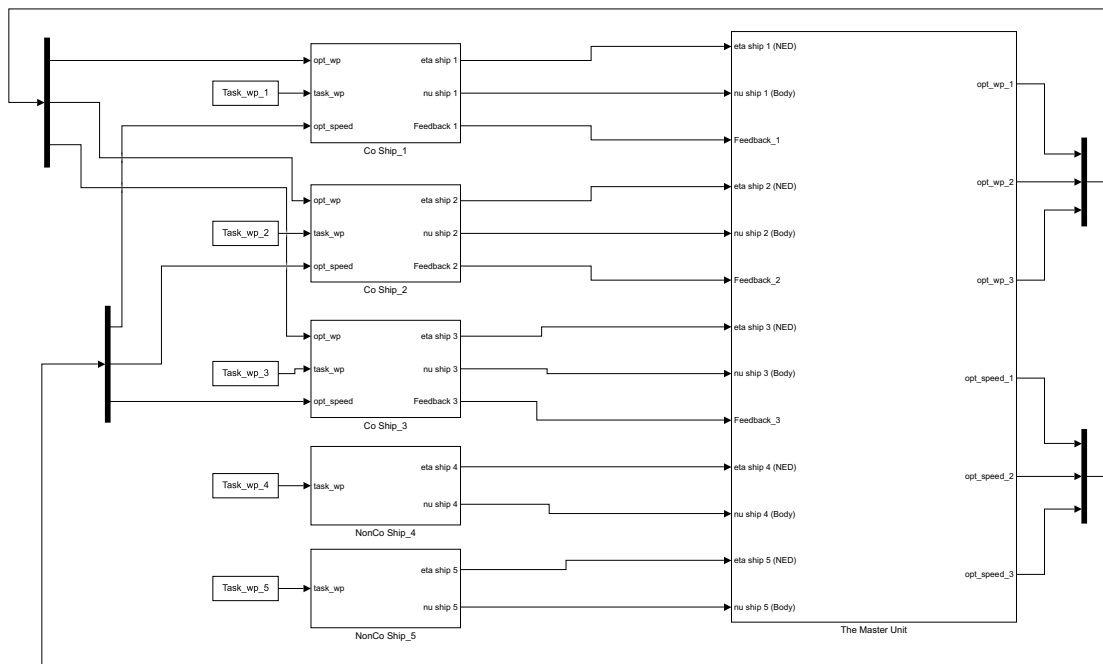 opt_wp
eta ship 1
Task_wp_1
task_wp
nu ship 1
opt_speed
Feedback 1
Co Ship_1
opt_wp
eta ship 2
Task_wp_2
task_wp
nu ship 2
opt_speed
Feedback 2
Co Ship_2
opt_wp
eta ship 3
Task_wp_3
task_wp
nu ship 3
opt_speed
Feedback 3
Co Ship_3
eta ship 4
Task_wp_4
task_wp
nu ship 4
NonCo Ship_4
eta ship 5
Task_wp_5
task_wp
nu ship 5
NonCo Ship_5
eta ship 1 (NED)
nu ship 1 (Body)
Feedback_1
eta ship 2 (NED)
nu ship 2 (Body)
Feedback_2
eta ship 3 (NED)
nu ship 3 (Body)
Feedback_3
eta ship 4 (NED)
nu ship 4 (Body)
eta ship 5 (NED)
nu ship 5 (Body)
opt_wp_1
opt_wp_2
opt_wp_3
opt_speed_1
opt_speed_2
opt_speed_3
The Master Unit